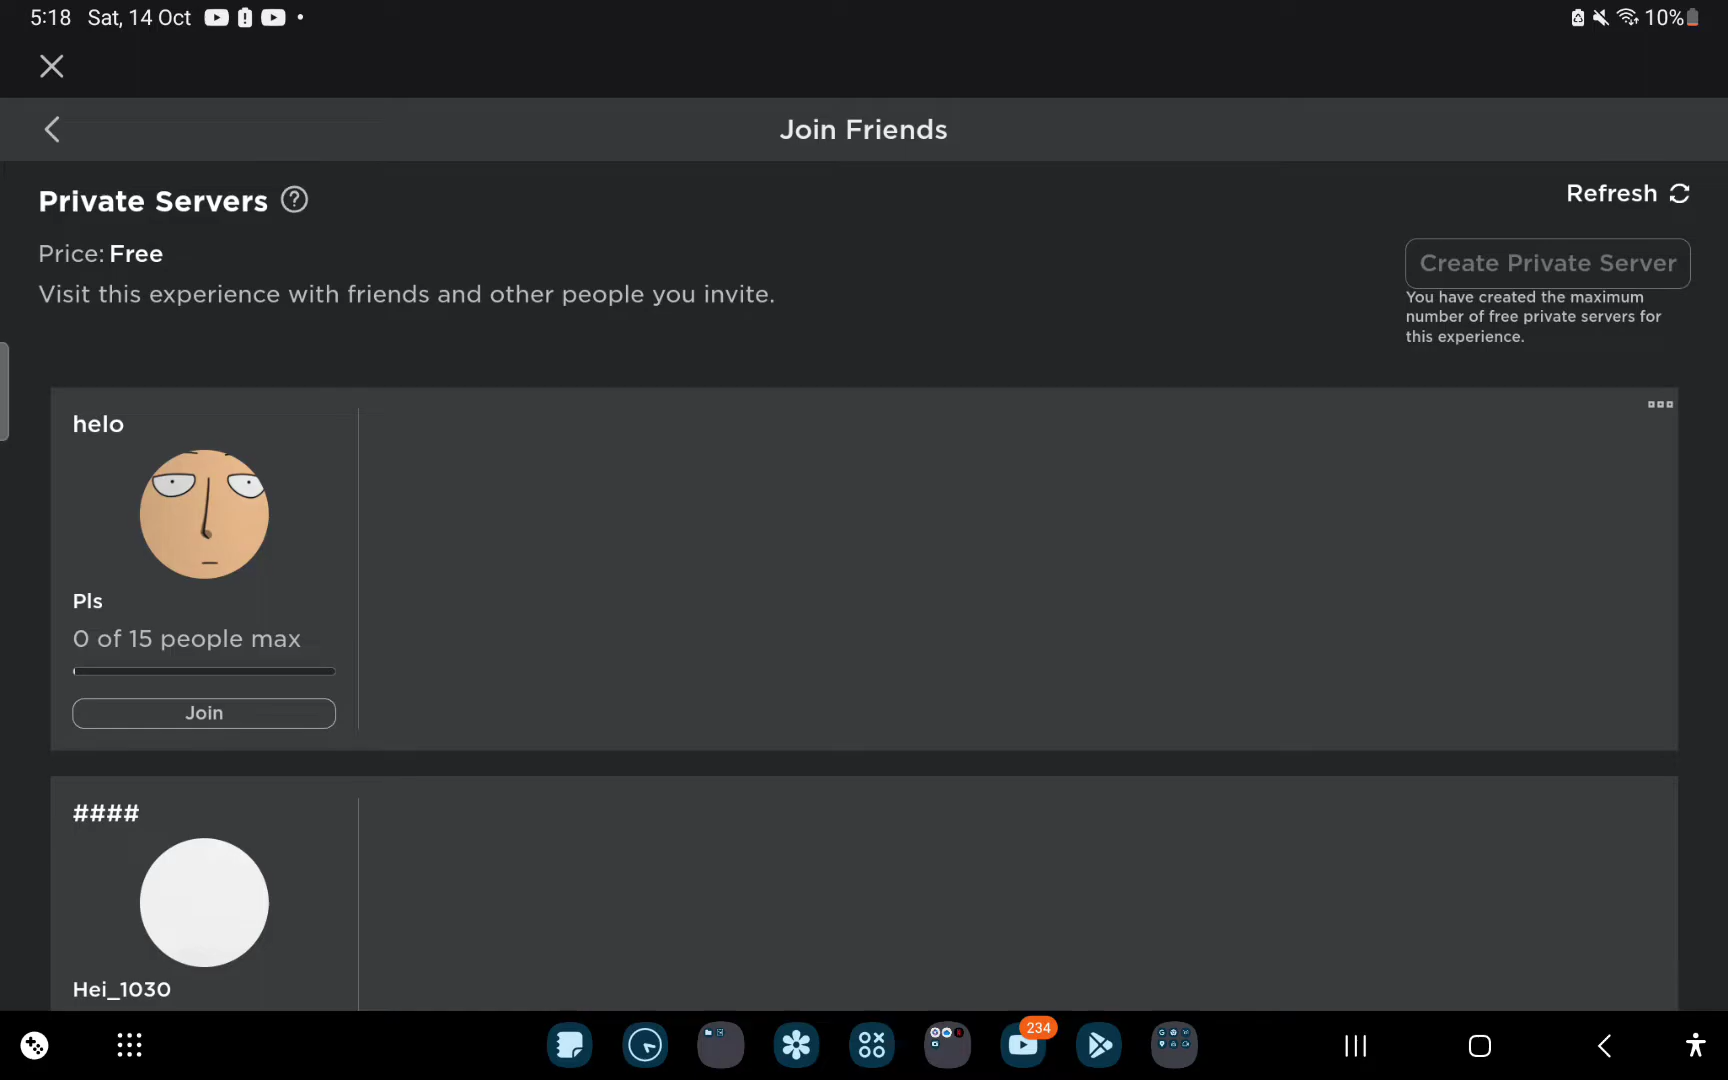 5:18 Sat, 14 Oct
10%
Join Friends
Private Servers
Refresh
Price: Free
Create Private Server
Visit this experience with friends and other people you invite.
You have created the maximum
number of free private servers for
this experience.
helo
Pls
0 of 15 people max
Join
####
Hei_1030
234